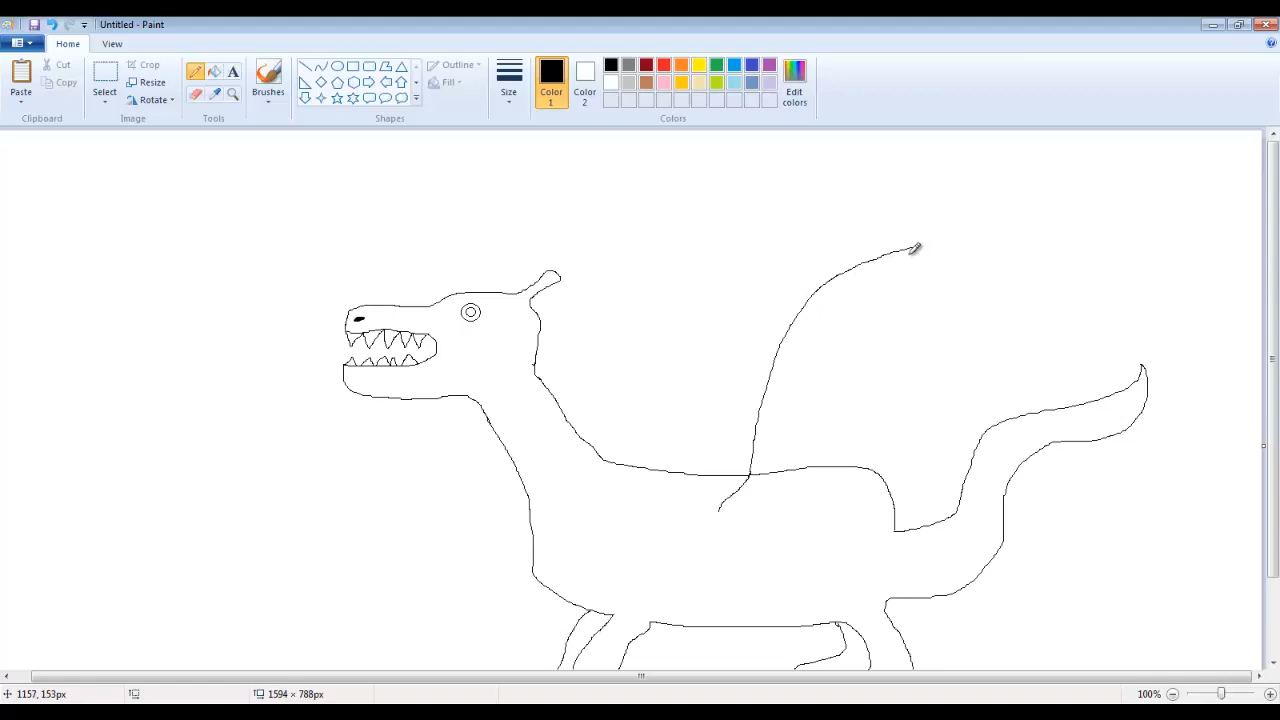 Untitled - Paint
Home View
Paste Cut Copy Select Crop Resize Rotate Brushes Outline Fill Size Color 1 Color 2 Edit colors
Clipboard Image Tools Shapes Colors
1157, 153px 1594 × 788px 100%